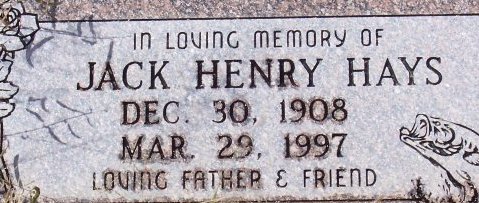 IN LOVING MEMORY OF
JACK HENRY HAYS
DEC. 30, 1908
MAR. 29, 1997
LOVING FATHER & FRIEND